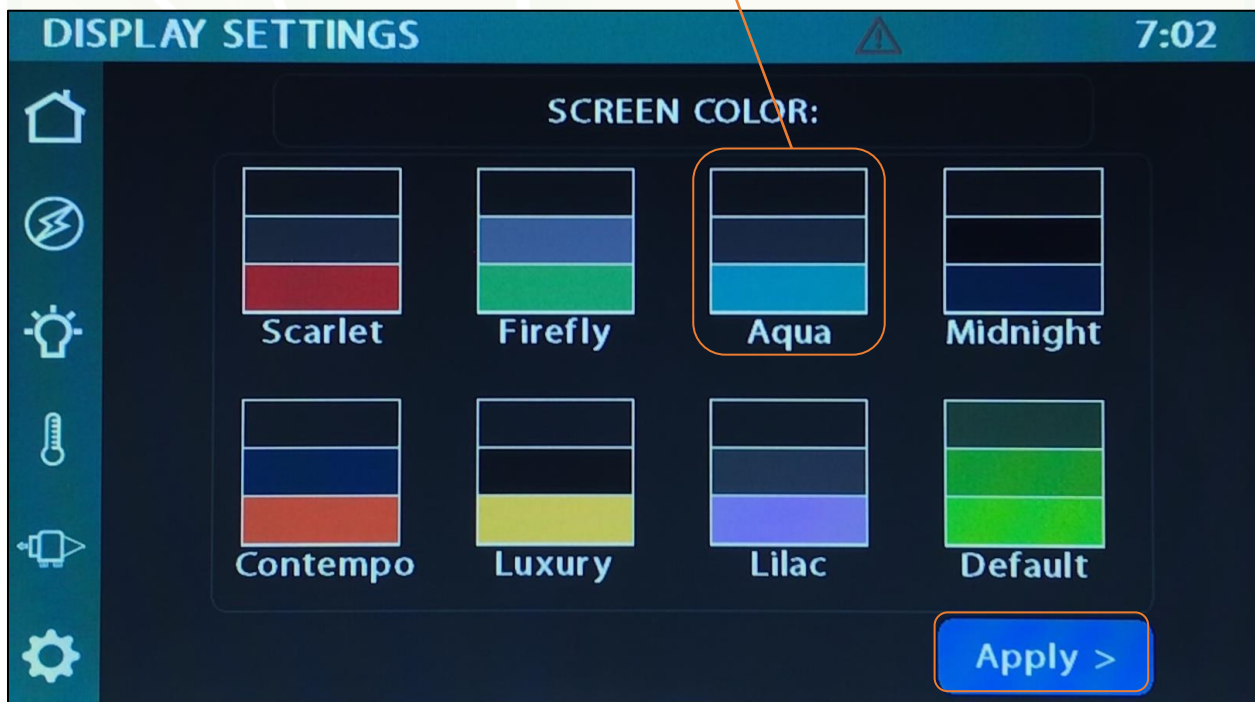 DISPLAY SETTINGS 7:02
SCREEN COLOR:
Scarlet Firefly Aqua Midnight
Contempo Luxury Lilac Default
Apply >